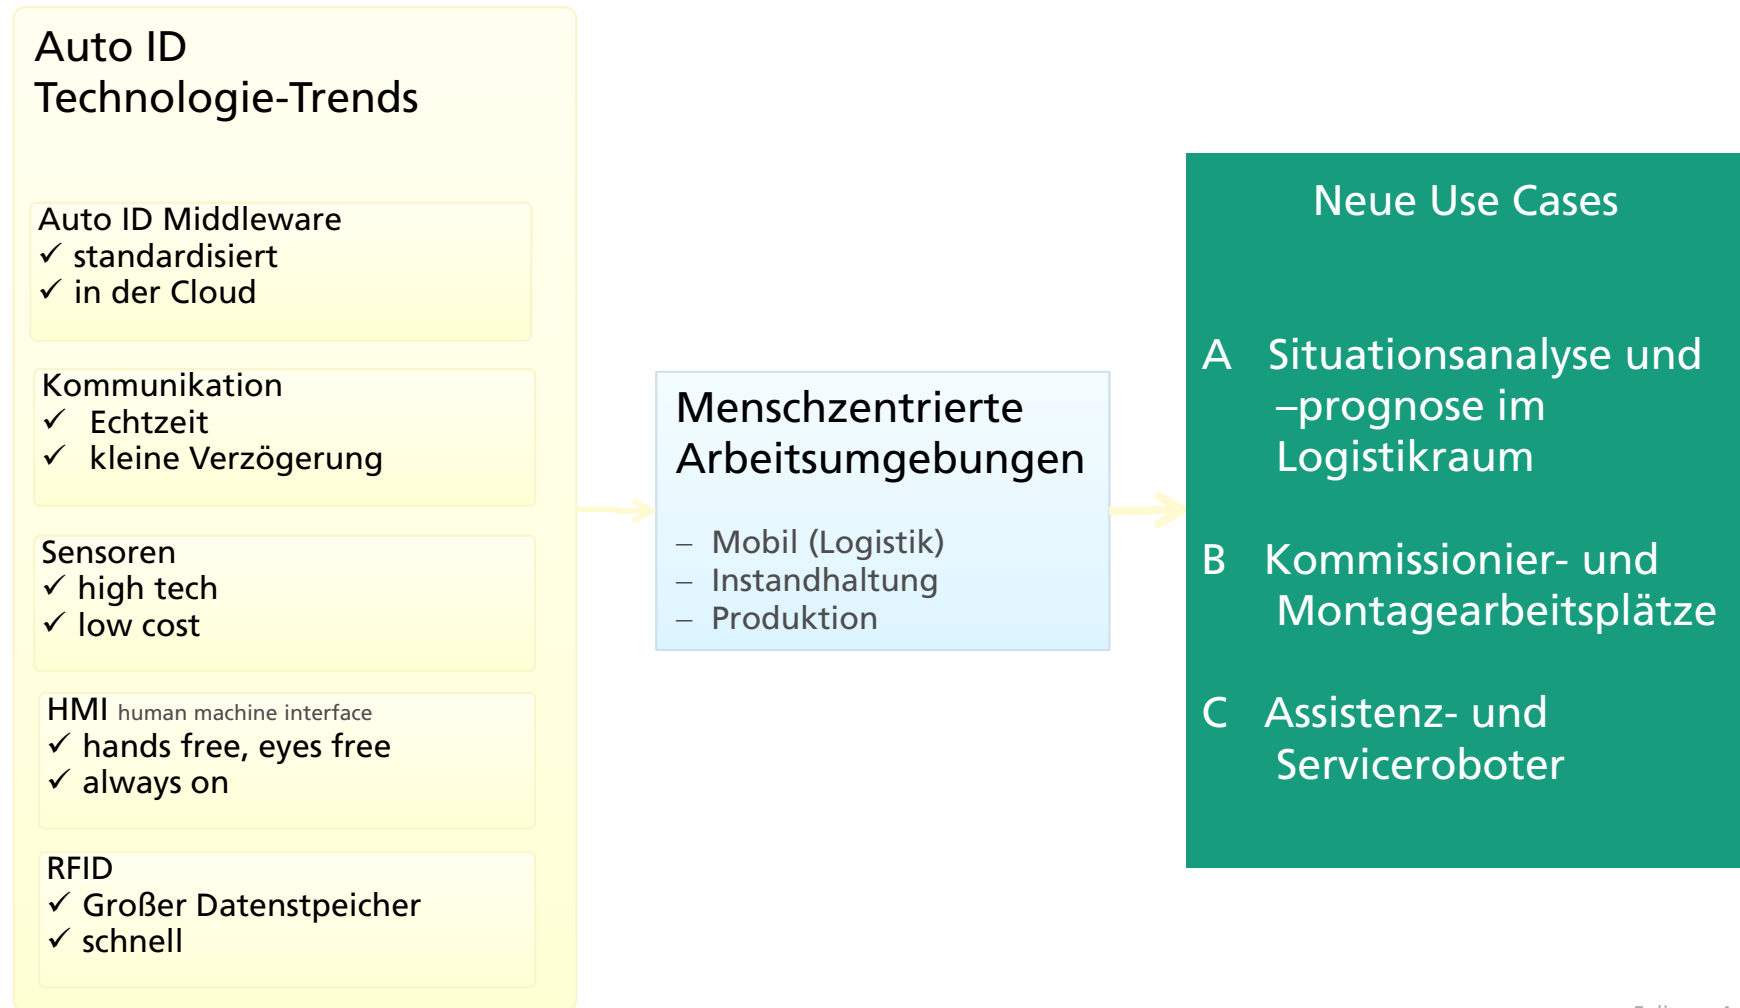 Auto ID
Technologie-Trends
Auto ID Middleware
✓ standardisiert
✓ in der Cloud
Kommunikation
✓ Echtzeit
✓ kleine Verzögerung
Sensoren
✓ high tech
✓ low cost
HMI human machine interface
✓ hands free, eyes free
✓ always on
RFID
✓ Großer Datenstpeicher
✓ schnell
Menschzentrierte
Arbeitsumgebungen
– Mobil (Logistik)
– Instandhaltung
– Produktion
Neue Use Cases
A Situationsanalyse und
–prognose im
Logistikraum
B Kommissionier- und
Montagearbeitsplätze
C Assistenz- und
Serviceroboter